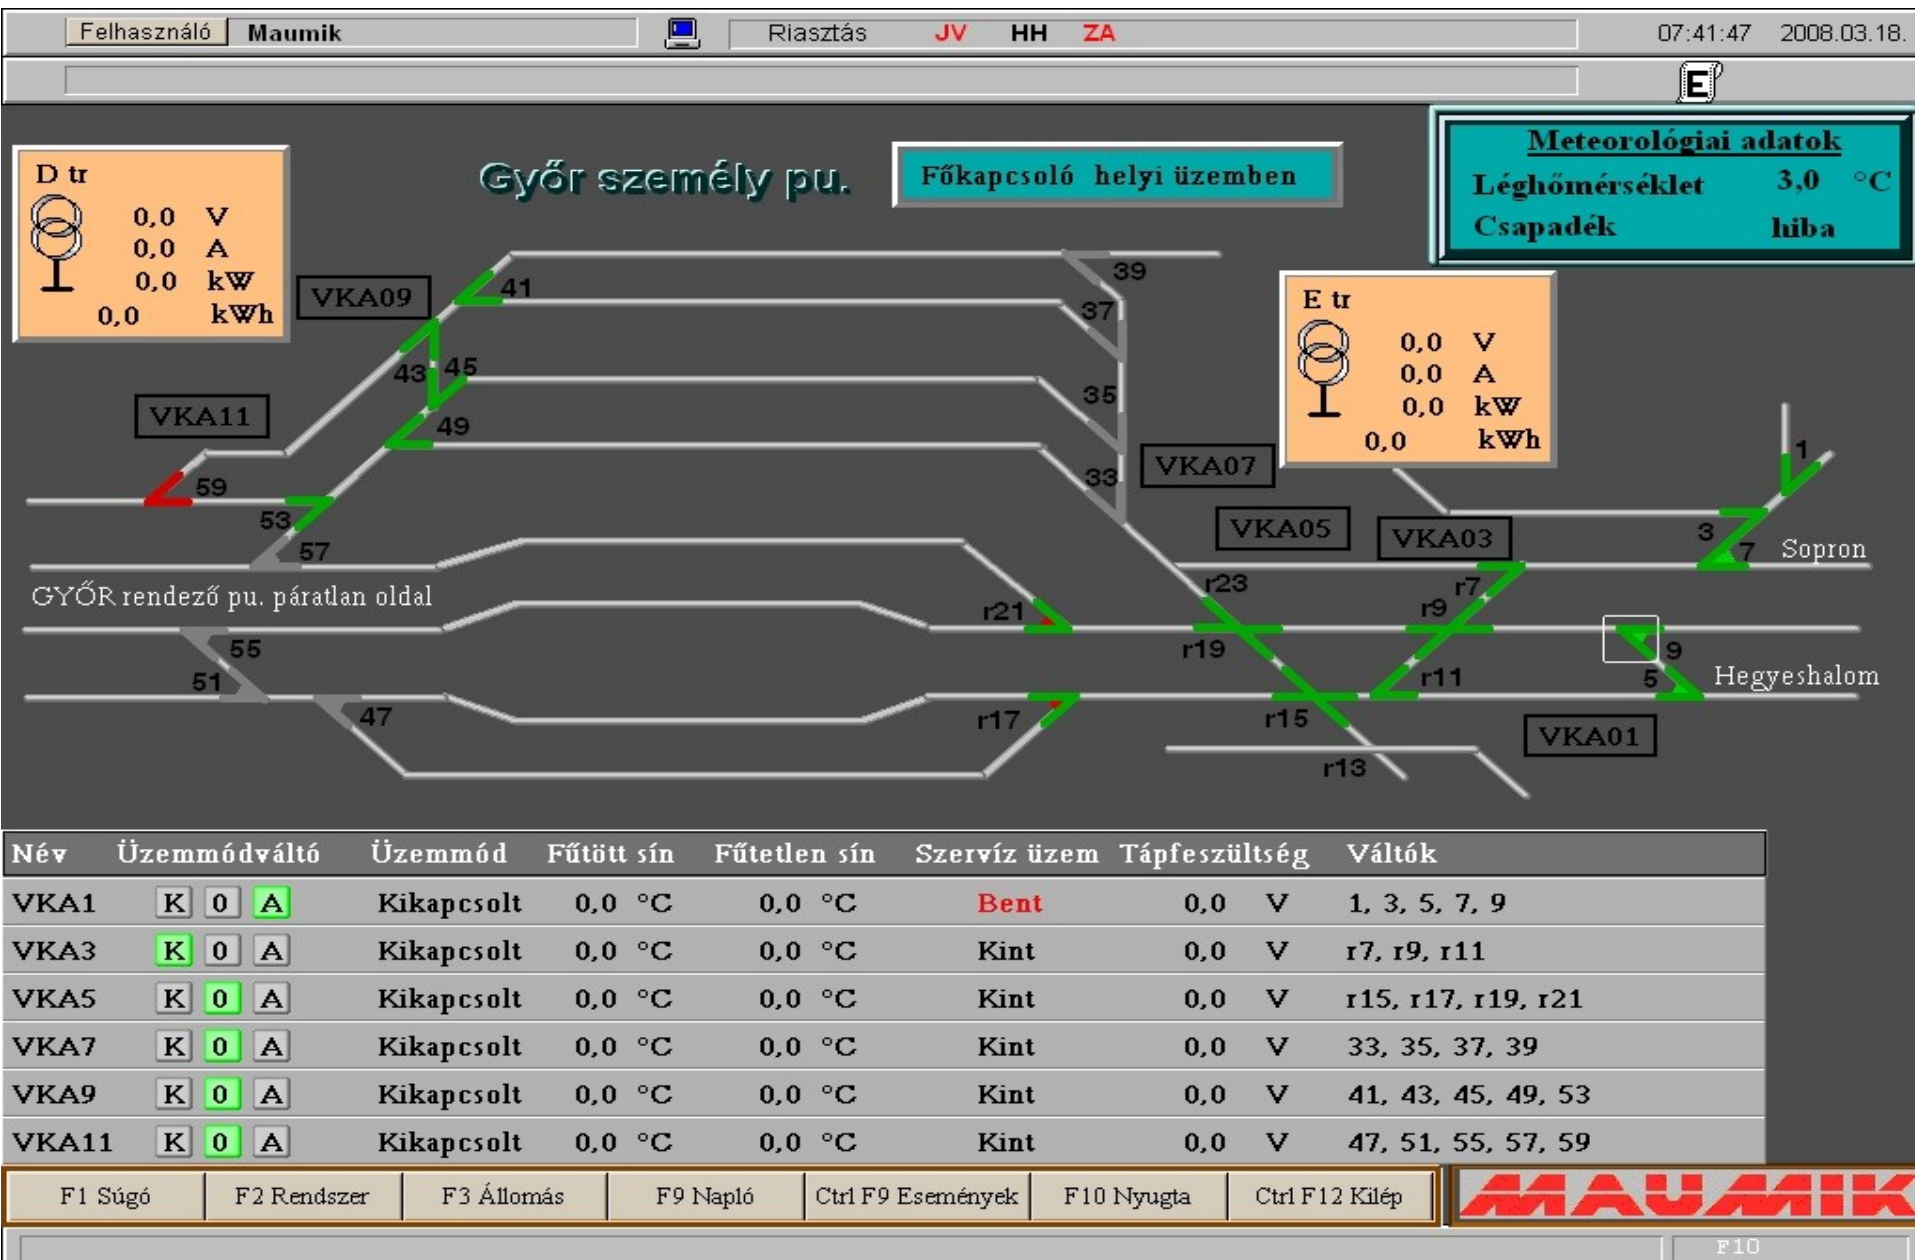 Felhasználó Maumik Riasztás JV HH ZA 07:41:47 2008.03.18.
E
Meteorológiai adatok
Léghőmérséklet 3,0 °C
Csapadék hiba
Győr személy pu.
Főkapcsoló helyi üzemben
D tr
0,0 V
0,0 A
0,0 kW
0,0 kWh
E tr
0,0 V
0,0 A
0,0 kW
0,0 kWh
VKA09
41
39
37
43
45
35
VKA11
49
1
VKA07
33
59
53
VKA05
VKA03
3
7
Sopron
57
r23
r7
GYŐR rendező pu. páratlan oldal
r21
r9
55
r19
9
51
r11
5
Hegyeshalom
47
r17
r15
VKA01
r13
Név Üzemmódváltó Üzemmód Fűtött sín Fűtetlen sín Szervíz üzem Tápfeszültség Váltók
VKA1 K 0 A Kikapcsolt 0,0 °C 0,0 °C Bent 0,0 V 1, 3, 5, 7, 9
VKA3 K 0 A Kikapcsolt 0,0 °C 0,0 °C Kint 0,0 V r7, r9, r11
VKA5 K 0 A Kikapcsolt 0,0 °C 0,0 °C Kint 0,0 V r15, r17, r19, r21
VKA7 K 0 A Kikapcsolt 0,0 °C 0,0 °C Kint 0,0 V 33, 35, 37, 39
VKA9 K 0 A Kikapcsolt 0,0 °C 0,0 °C Kint 0,0 V 41, 43, 45, 49, 53
VKA11 K 0 A Kikapcsolt 0,0 °C 0,0 °C Kint 0,0 V 47, 51, 55, 57, 59
F1 Súgó F2 Rendszer F3 Állomás F9 Napló Ctrl F9 Események F10 Nyugta Ctrl F12 Kilép MAUMIK
F10